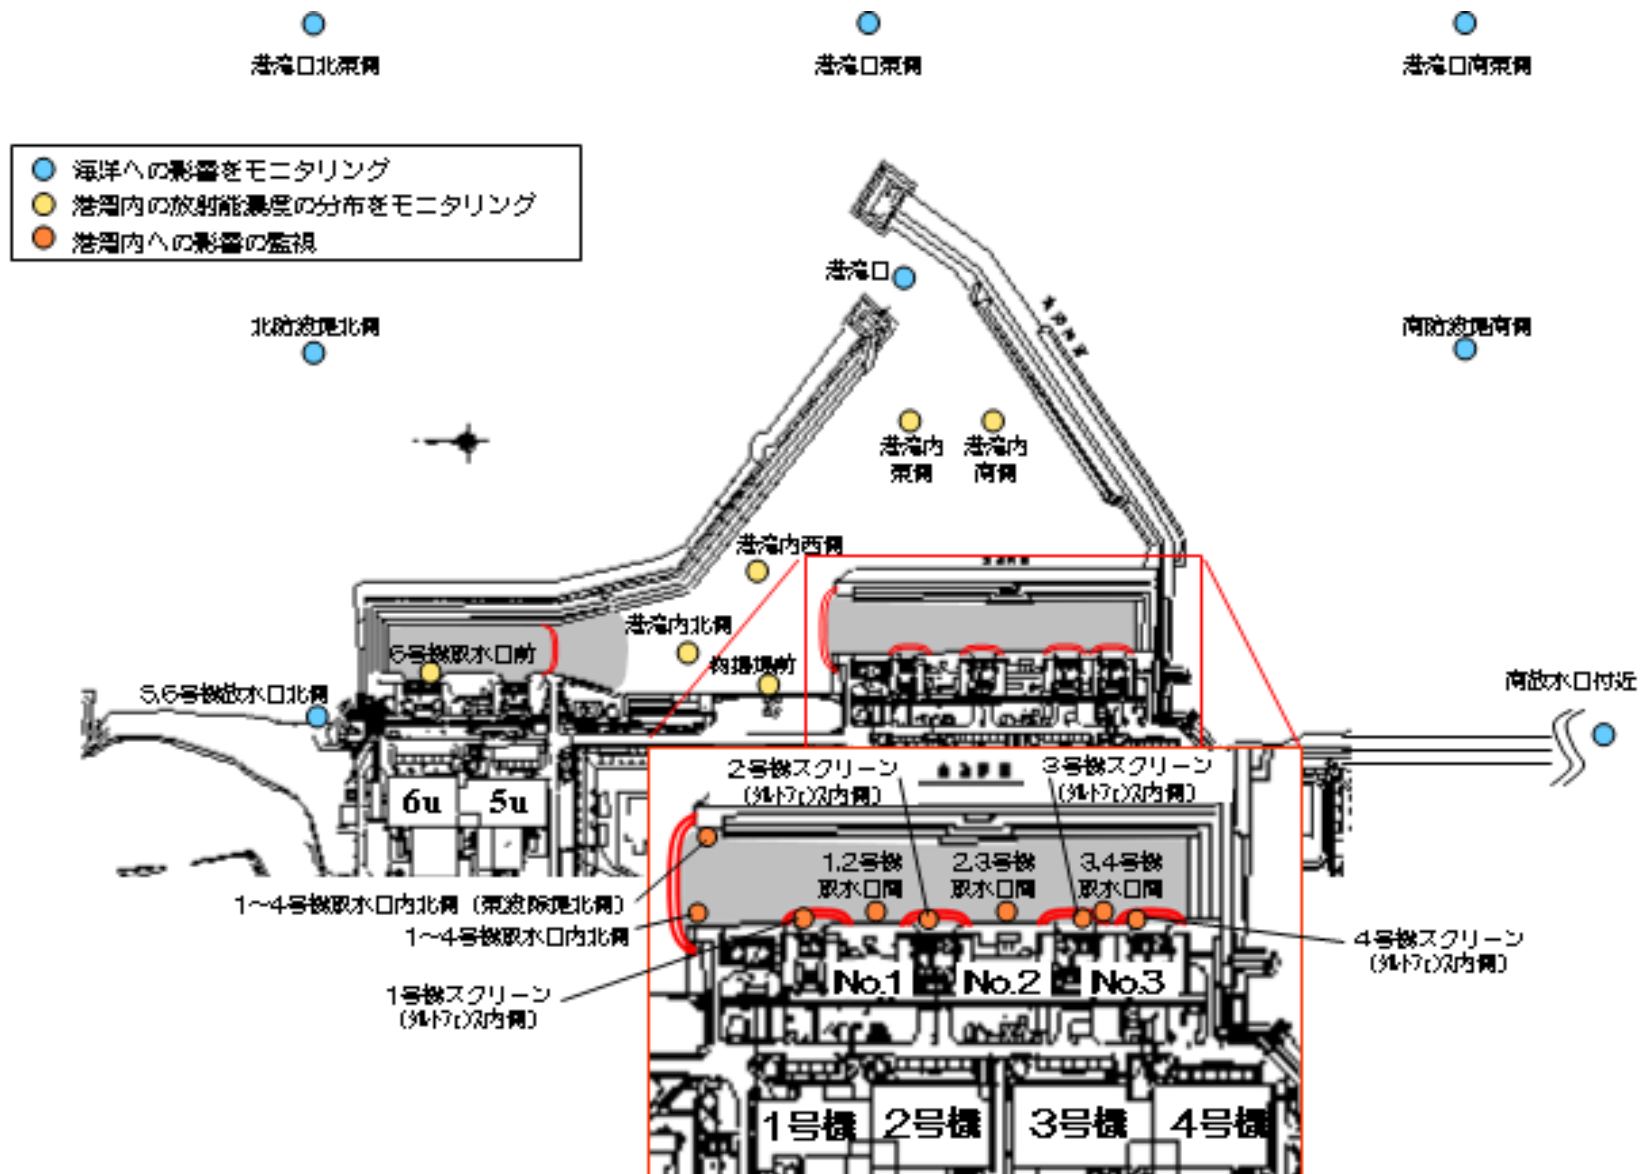 港湾口北東側
港湾口東側
港湾口南東側
海洋への影響をモニタリング
港湾内の放射能濃度の分布をモニタリング
港湾内への影響の監視
港湾口
北防波堤北側
南防波堤南側
港湾内
東側
港湾内
南側
港湾内西側
港湾内北側
物揚場前
6号機取水口前
5,6号機放水口北側
南放水口付近
6u
5u
2号機スクリーン
(シルトフェンス内側)
3号機スクリーン
(シルトフェンス内側)
1,2号機
取水口間
2,3号機
取水口間
3,4号機
取水口間
1～4号機取水口内北側（東波除堤北側）
1～4号機取水口内北側
4号機スクリーン
(シルトフェンス内側)
1号機スクリーン
(シルトフェンス内側)
No.1
No.2
No.3
1号機
2号機
3号機
4号機